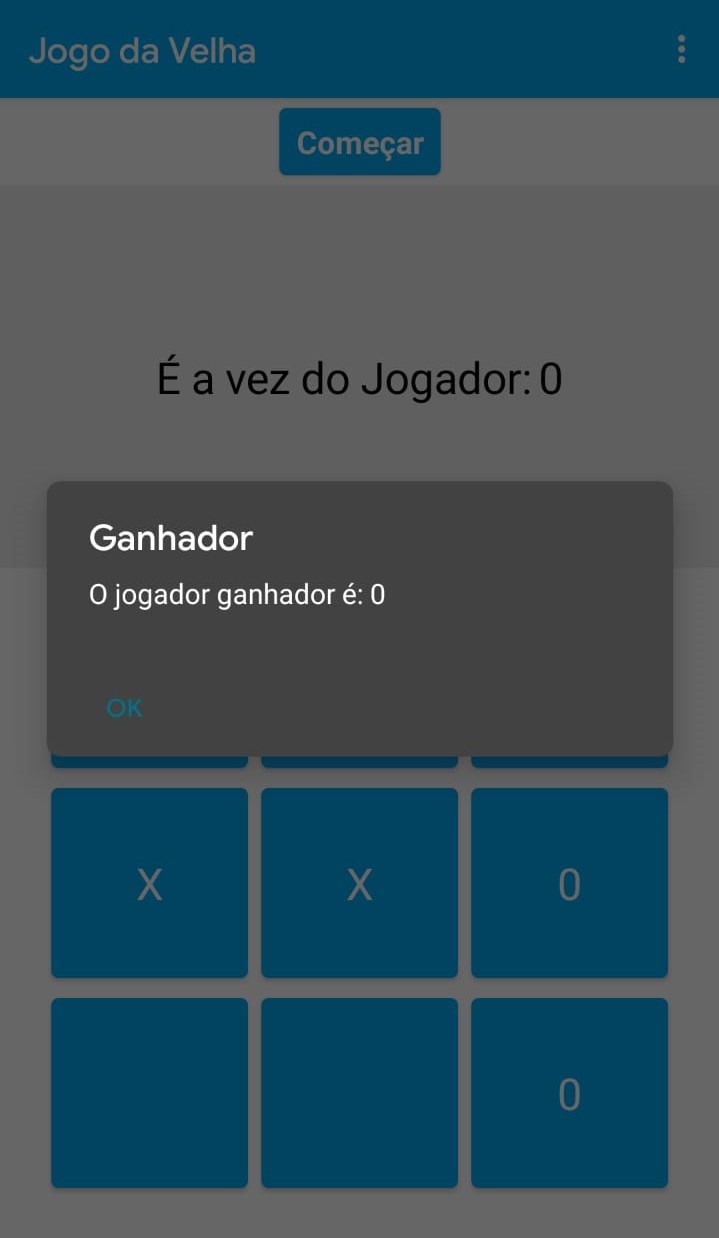 Jogo da Velha
Começar
É a vez do Jogador: 0
Ganhador
O jogador ganhador é: 0
OK
X X 0
0